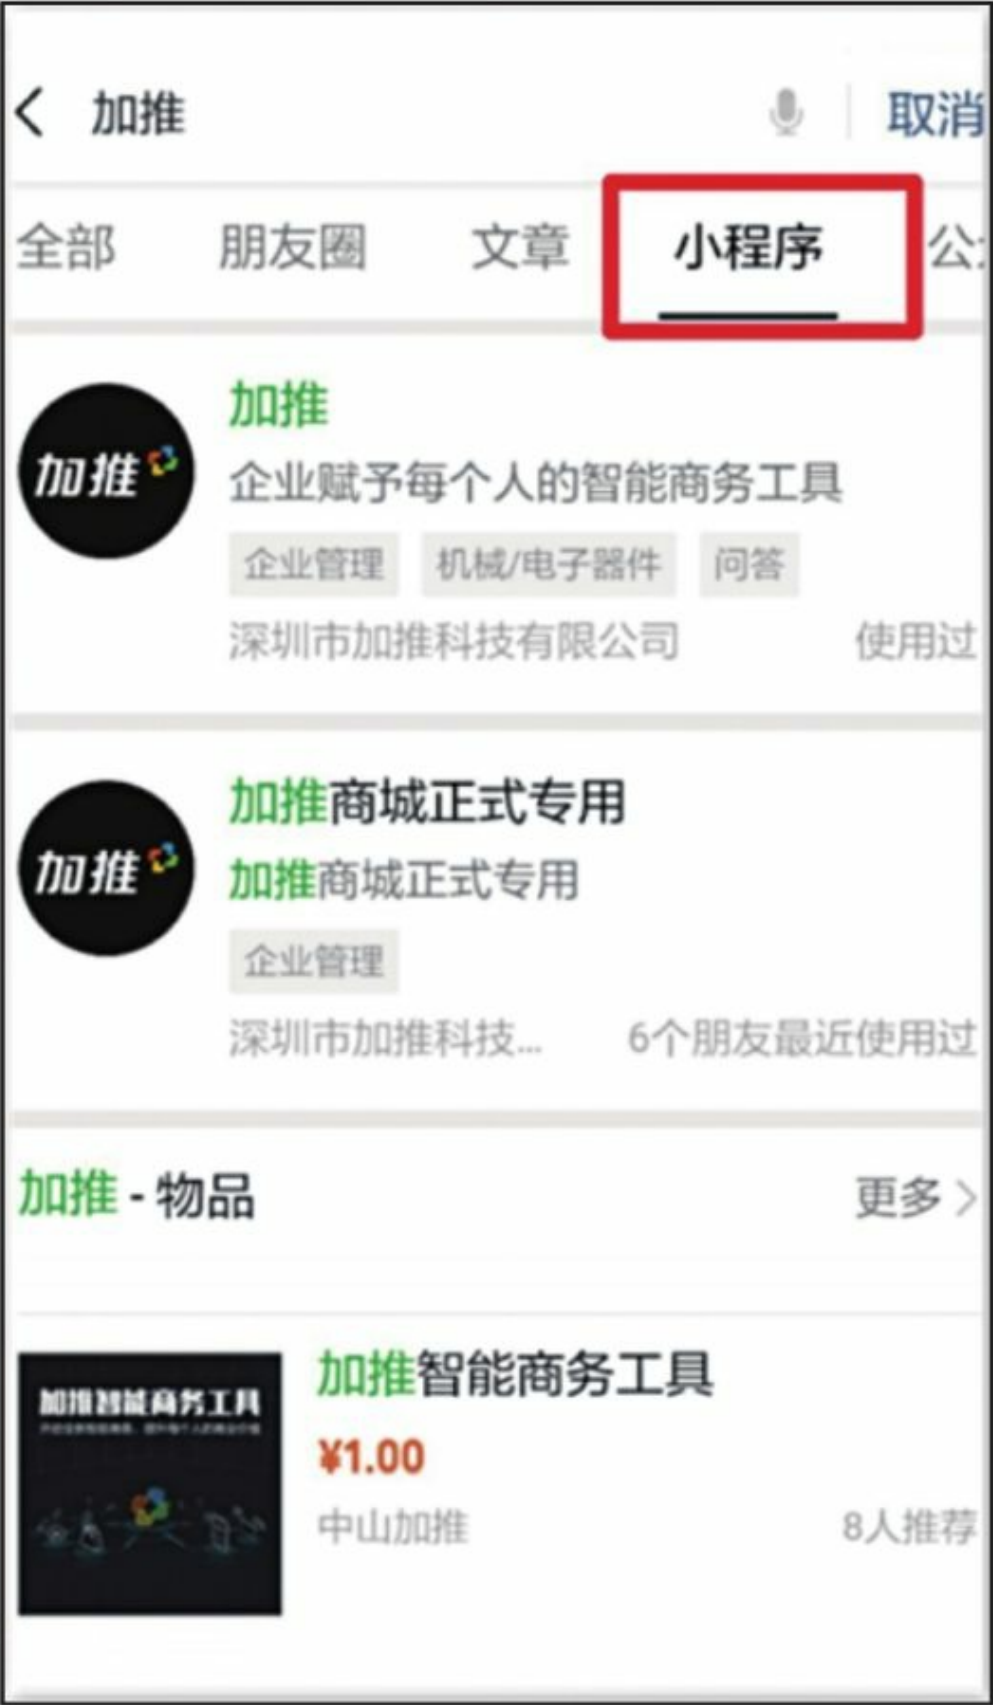 加推
取消
全部 朋友圈 文章 小程序 公
加推
加推
企业赋予每个人的智能商务工具
企业管理 机械/电子器件 问答
深圳市加推科技有限公司 使用过
加推
加推商城正式专用
加推商城正式专用
企业管理
深圳市加推科技... 6个朋友最近使用过
加推 - 物品 更多
加推智能商务工具
加推智能商务工具
¥1.00
中山加推 8人推荐